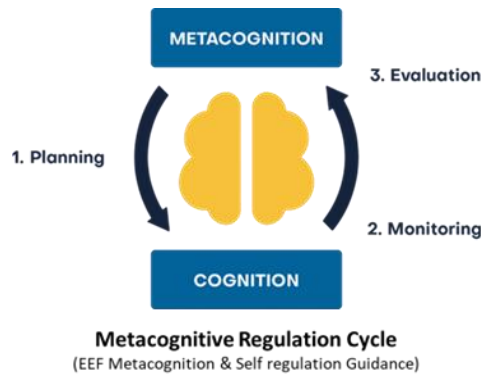 METACOGNITION
3. Evaluation
1. Planning
2. Monitoring
COGNITION
Metacognitive Regulation Cycle
(EEF Metacognition & Self regulation Guidance)